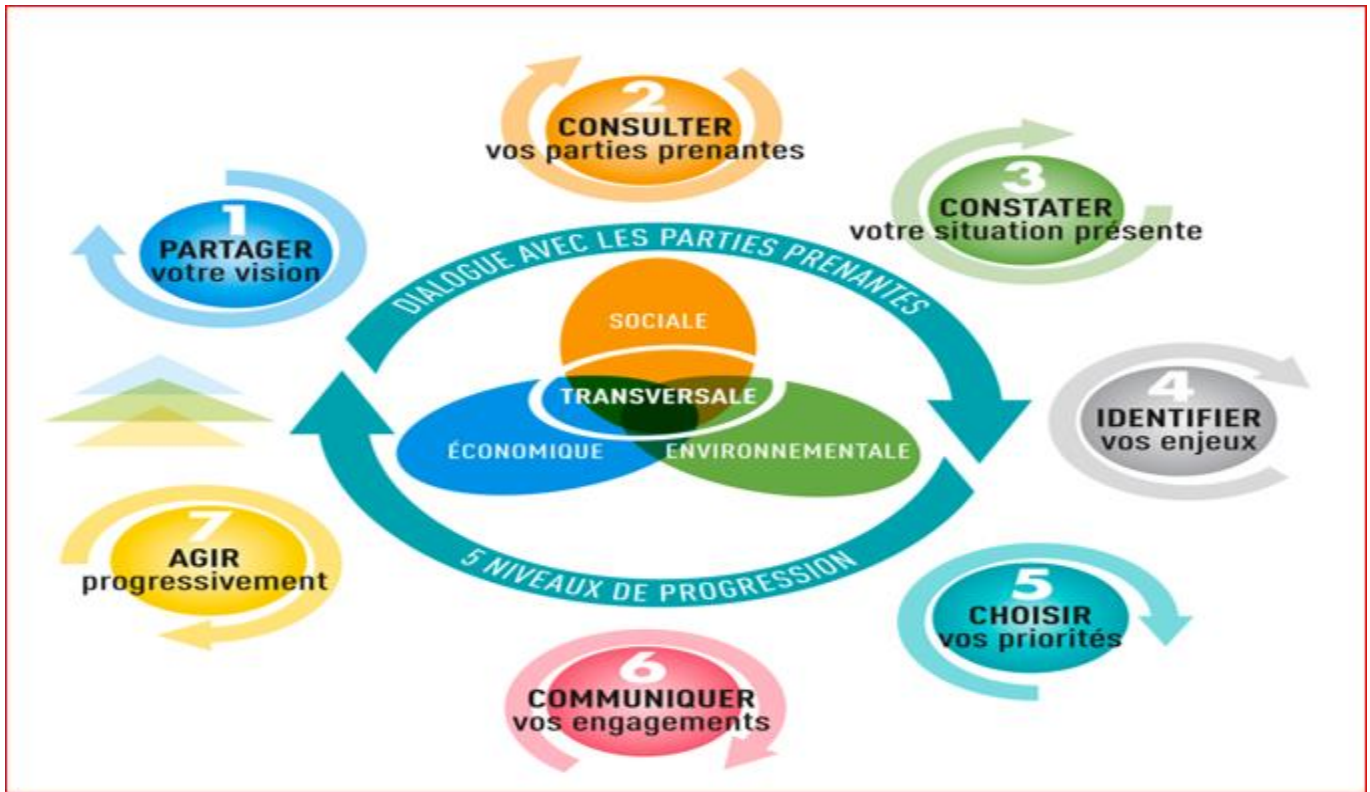 1
PARTAGER
votre vision
2
CONSULTER
vos parties prenantes
3
CONSTATER
votre situation présente
4
IDENTIFIER
vos enjeux
5
CHOISIR
vos priorités
6
COMMUNIQUER
vos engagements
7
AGIR
progressivement
DIALOGUE AVEC LES PARTIES PRENANTES
SOCIALE
TRANSVERSALE
ÉCONOMIQUE
ENVIRONNEMENTALE
5 NIVEAUX DE PROGRESSION